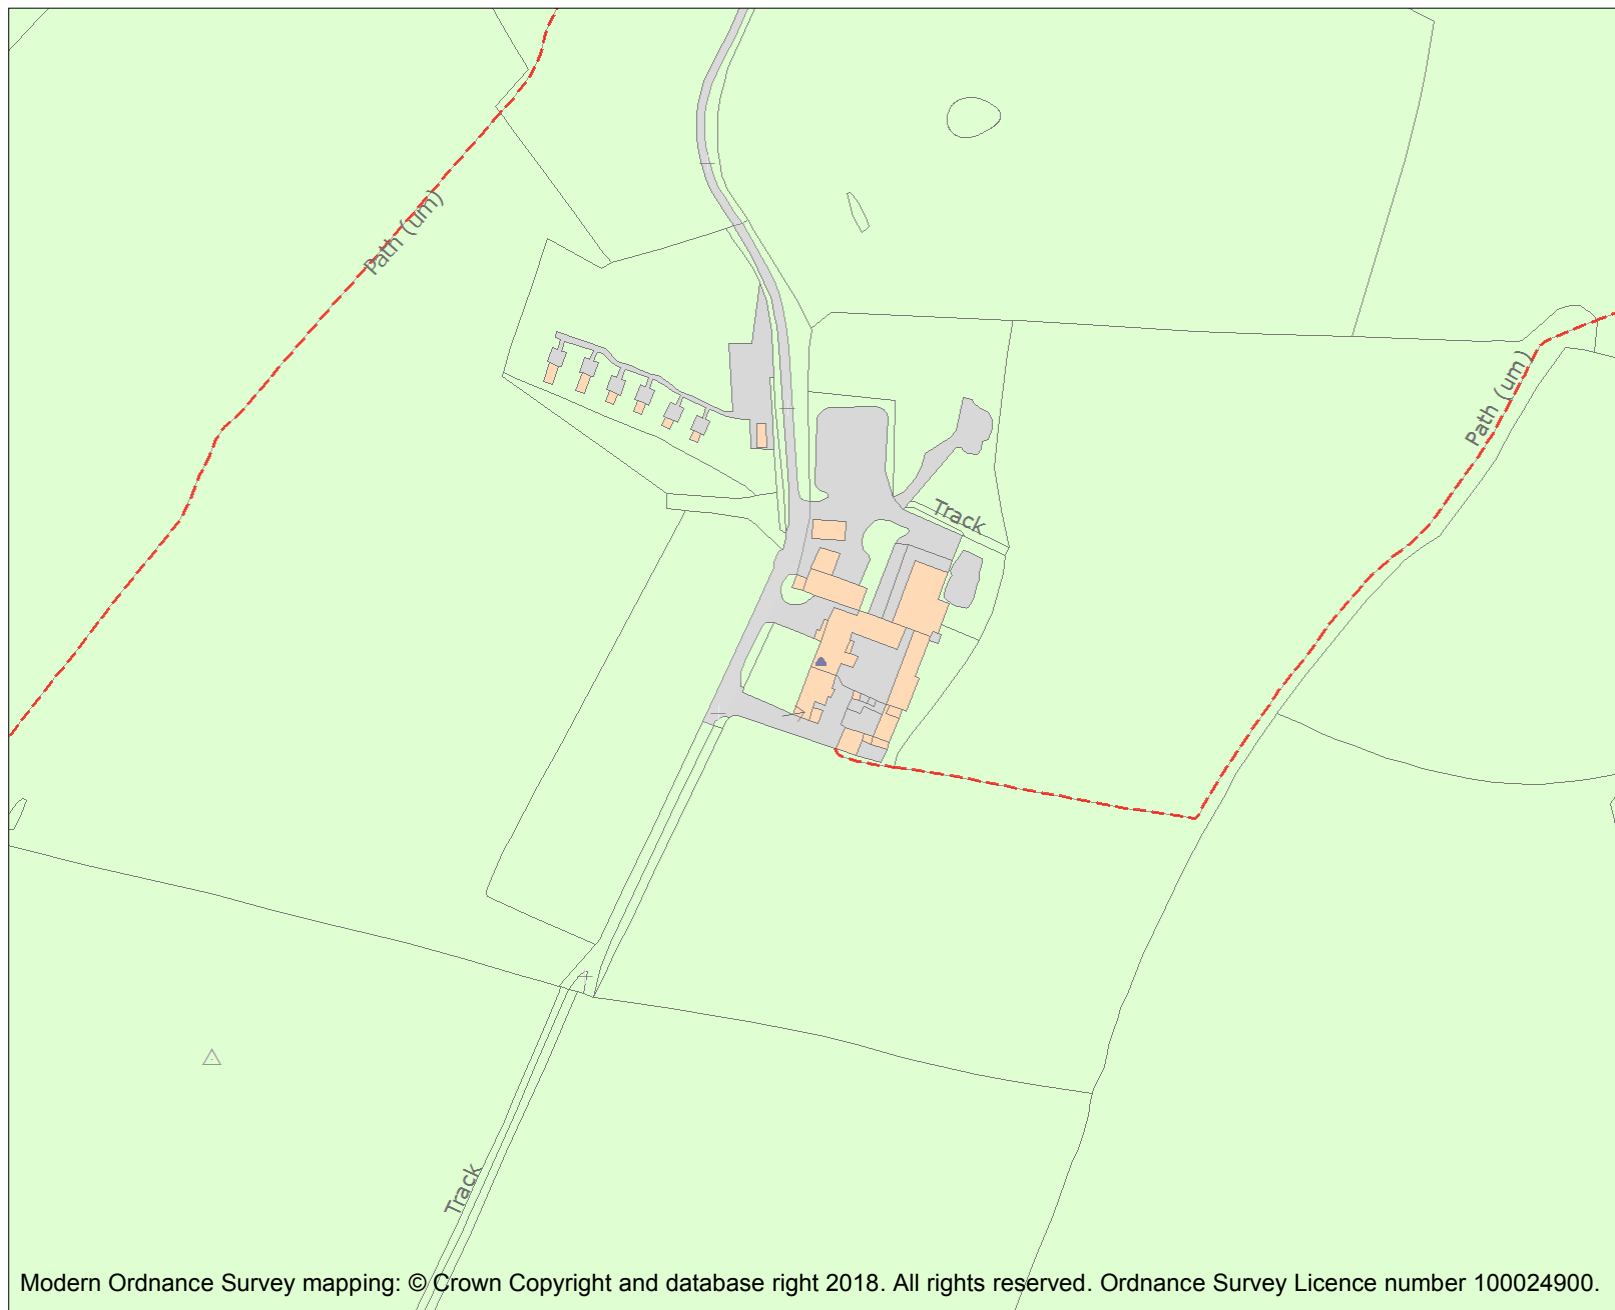 Path (um)
Path (um)
Track
Track
Modern Ordnance Survey mapping: © Crown Copyright and database right 2018. All rights reserved. Ordnance Survey Licence number 100024900.